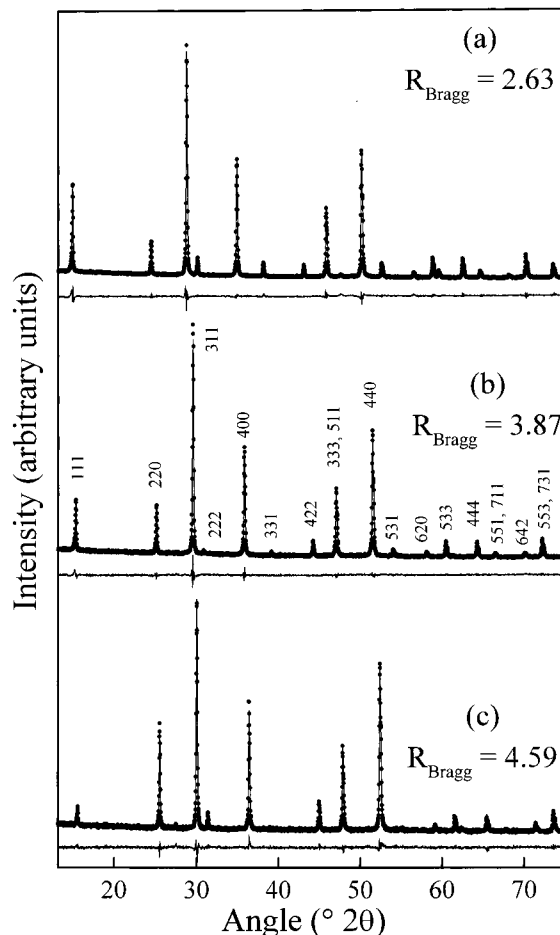 (a)
R_Bragg = 2.63
311
(b)
440
R_Bragg = 3.87
400
333, 511
111
220
222
331
422
531
620
533
444
551, 711
642
553, 731
(c)
R_Bragg = 4.59
Intensity (arbitrary units)
20 30 40 50 60 70
Angle (° 2θ)